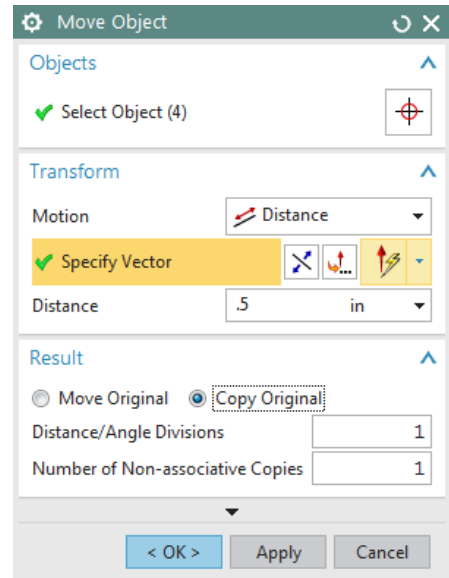 Move Object
Objects
Select Object (4)
Transform
Motion Distance
Specify Vector
Distance .5 in
Result
Move Original Copy Original
Distance/Angle Divisions 1
Number of Non-associative Copies 1
< OK > Apply Cancel